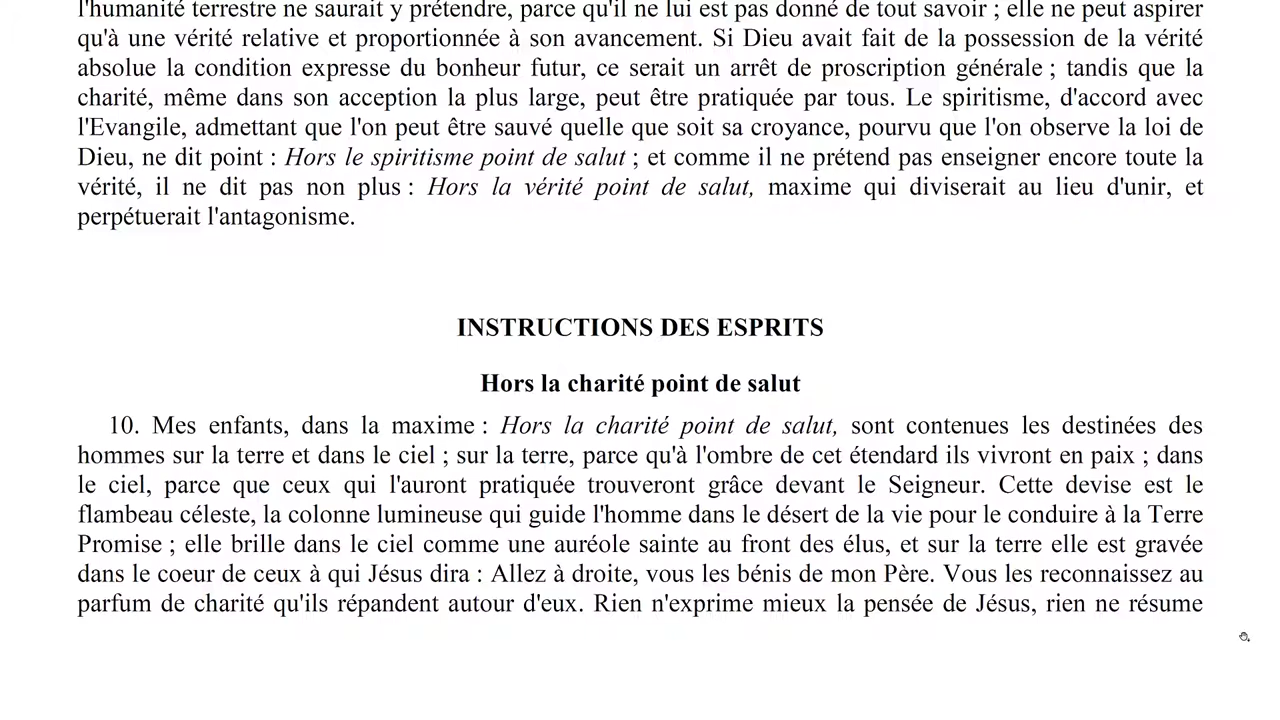 l'humanité terrestre ne saurait y prétendre, parce qu'il ne lui est pas donné de tout savoir ; elle ne peut aspirer
qu'à une vérité relative et proportionnée à son avancement. Si Dieu avait fait de la possession de la vérité
absolue la condition expresse du bonheur futur, ce serait un arrêt de proscription générale ; tandis que la
charité, même dans son acception la plus large, peut être pratiquée par tous. Le spiritisme, d'accord avec
l'Evangile, admettant que l'on peut être sauvé quelle que soit sa croyance, pourvu que l'on observe la loi de
Dieu, ne dit point : Hors le spiritisme point de salut ; et comme il ne prétend pas enseigner encore toute la
vérité, il ne dit pas non plus : Hors la vérité point de salut, maxime qui diviserait au lieu d'unir, et
perpétuerait l'antagonisme.
INSTRUCTIONS DES ESPRITS
Hors la charité point de salut
10. Mes enfants, dans la maxime : Hors la charité point de salut, sont contenues les destinées des
hommes sur la terre et dans le ciel ; sur la terre, parce qu'à l'ombre de cet étendard ils vivront en paix ; dans
le ciel, parce que ceux qui l'auront pratiquée trouveront grâce devant le Seigneur. Cette devise est le
flambeau céleste, la colonne lumineuse qui guide l'homme dans le désert de la vie pour le conduire à la Terre
Promise ; elle brille dans le ciel comme une auréole sainte au front des élus, et sur la terre elle est gravée
dans le coeur de ceux à qui Jésus dira : Allez à droite, vous les bénis de mon Père. Vous les reconnaissez au
parfum de charité qu'ils répandent autour d'eux. Rien n'exprime mieux la pensée de Jésus, rien ne résume